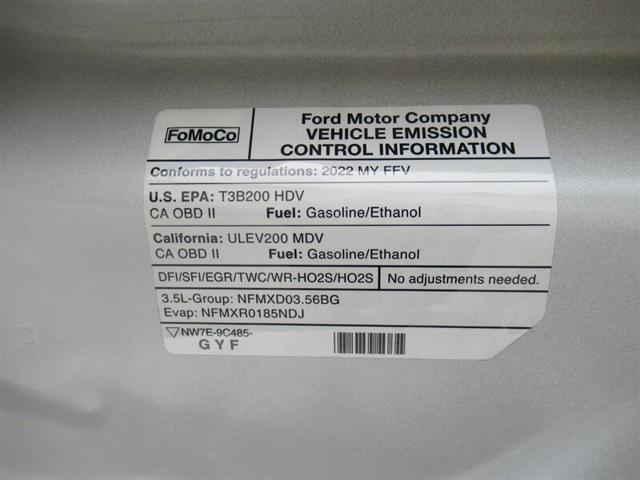 FoMoCo
Ford Motor Company
VEHICLE EMISSION
CONTROL INFORMATION
Conforms to regulations: 2022 MY FFV
U.S. EPA: T3B200 HDV
CA OBD II Fuel: Gasoline/Ethanol
California: ULEV200 MDV
CA OBD II Fuel: Gasoline/Ethanol
DFI/SFI/EGR/TWC/WR-HO2S/HO2S No adjustments needed.
3.5L-Group: NFMXD03.56BG
Evap: NFMXR0185NDJ
NW7E-9C485-
GYF